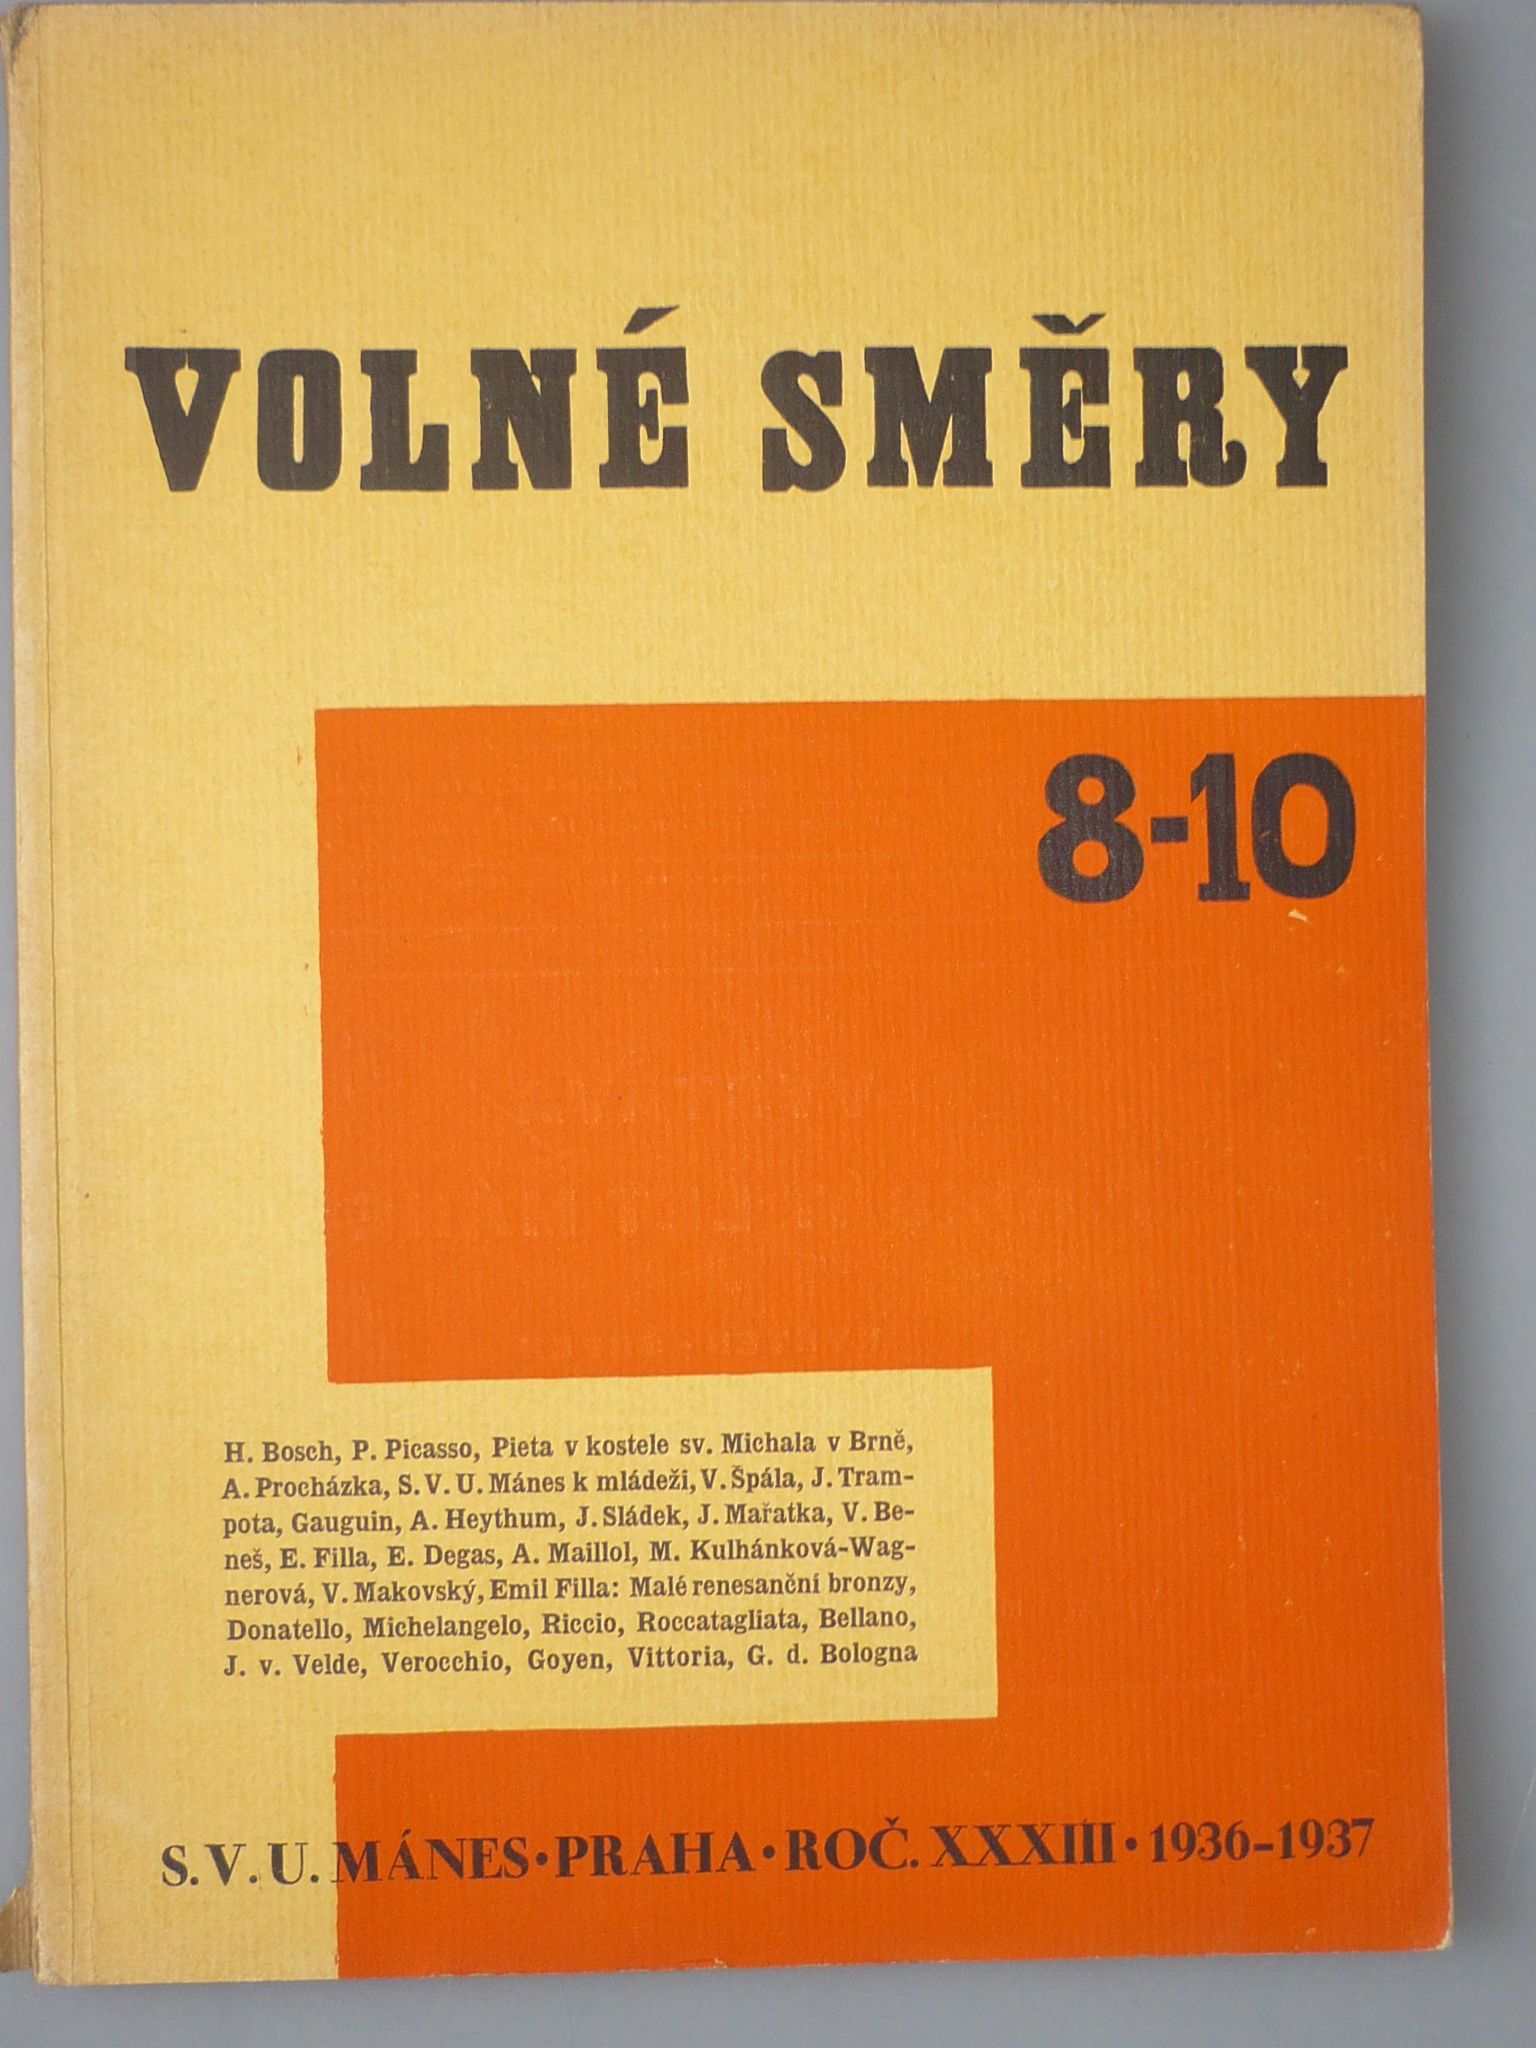 VOLNÉ SMĚRY
8-10
H. Bosch, P. Picasso, Pieta v kostele sv. Michala v Brně,
A. Procházka, S. V. U. Mánes k mládeži, V. Špála, J. Tram-
pota, Gauguin, A. Heythum, J. Sládek, J. Mařatka, V. Be-
neš, E. Filla, E. Degas, A. Maillol, M. Kulhánková-Wag-
nerová, V. Makovský, Emil Filla: Malé renesanční bronzy,
Donatello, Michelangelo, Riccio, Roccatagliata, Bellano,
J. v. Velde, Verocchio, Goyen, Vittoria, G. d. Bologna
S. V. U. MÁNES • PRAHA • ROČ. XXXIII • 1936-1937